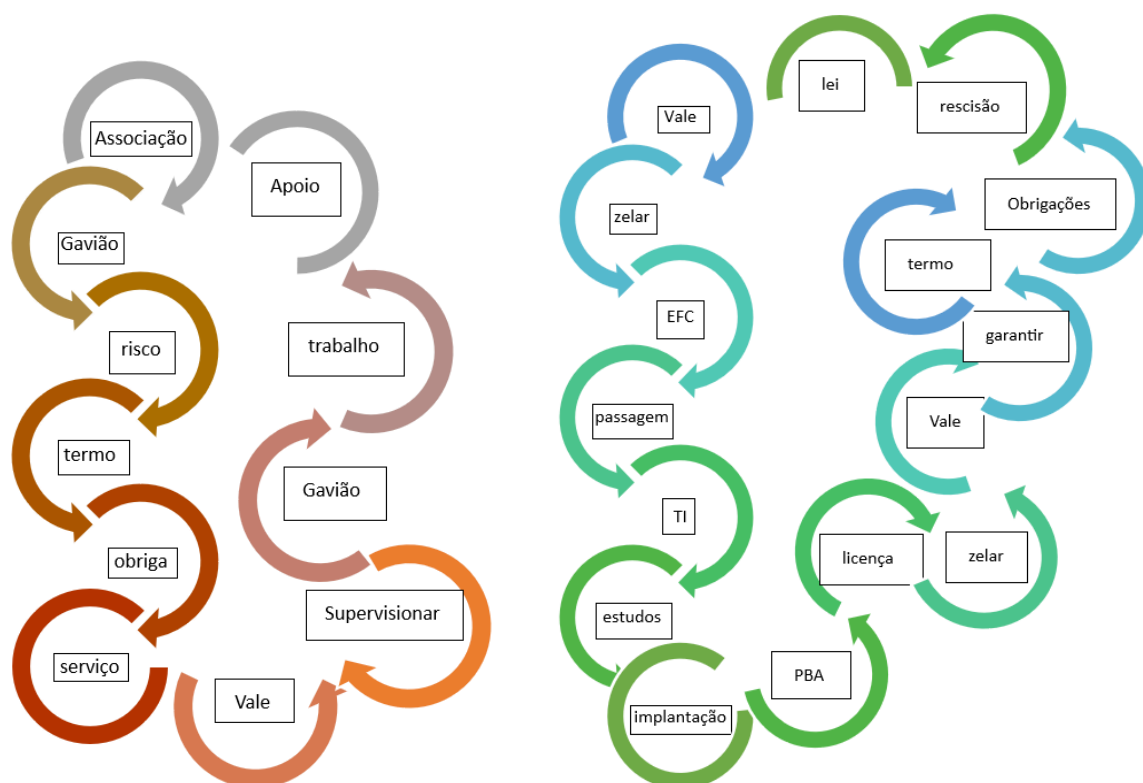 Associação
Gavião
risco
termo
obriga
serviço
Vale
Supervisionar
Gavião
trabalho
Apoio
Vale
zelar
EFC
passagem
TI
estudos
implantação
PBA
licença
zelar
Vale
garantir
termo
Obrigações
rescisão
lei